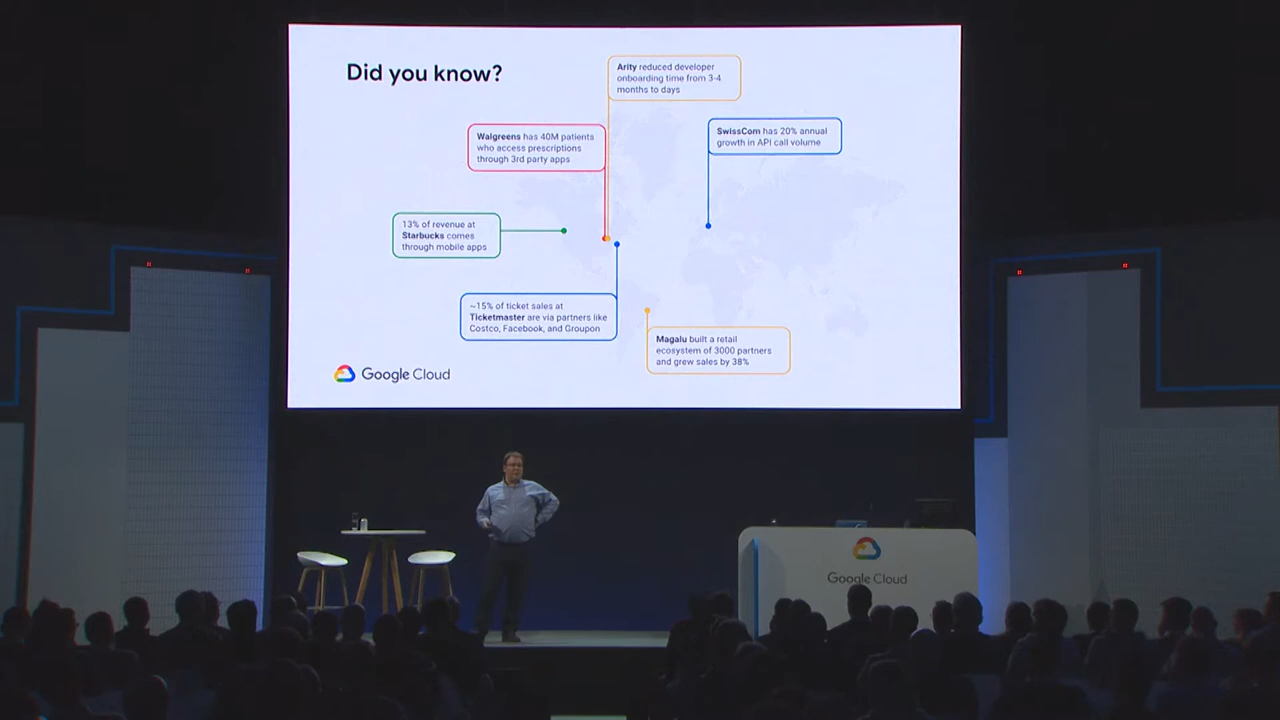 Did you know?
Arity reduced developer
onboarding time from 3-4
months to days
Walgreens has 40M patients
who access prescriptions
through 3rd party apps
SwissCom has 20% annual
growth in API call volume
13% of revenue at
Starbucks comes
through mobile apps
~15% of ticket sales at
Ticketmaster are via partners like
Costco, Facebook, and Groupon
Magalu built a retail
ecosystem of 3000 partners
and grew sales by 38%
Google Cloud
Google Cloud